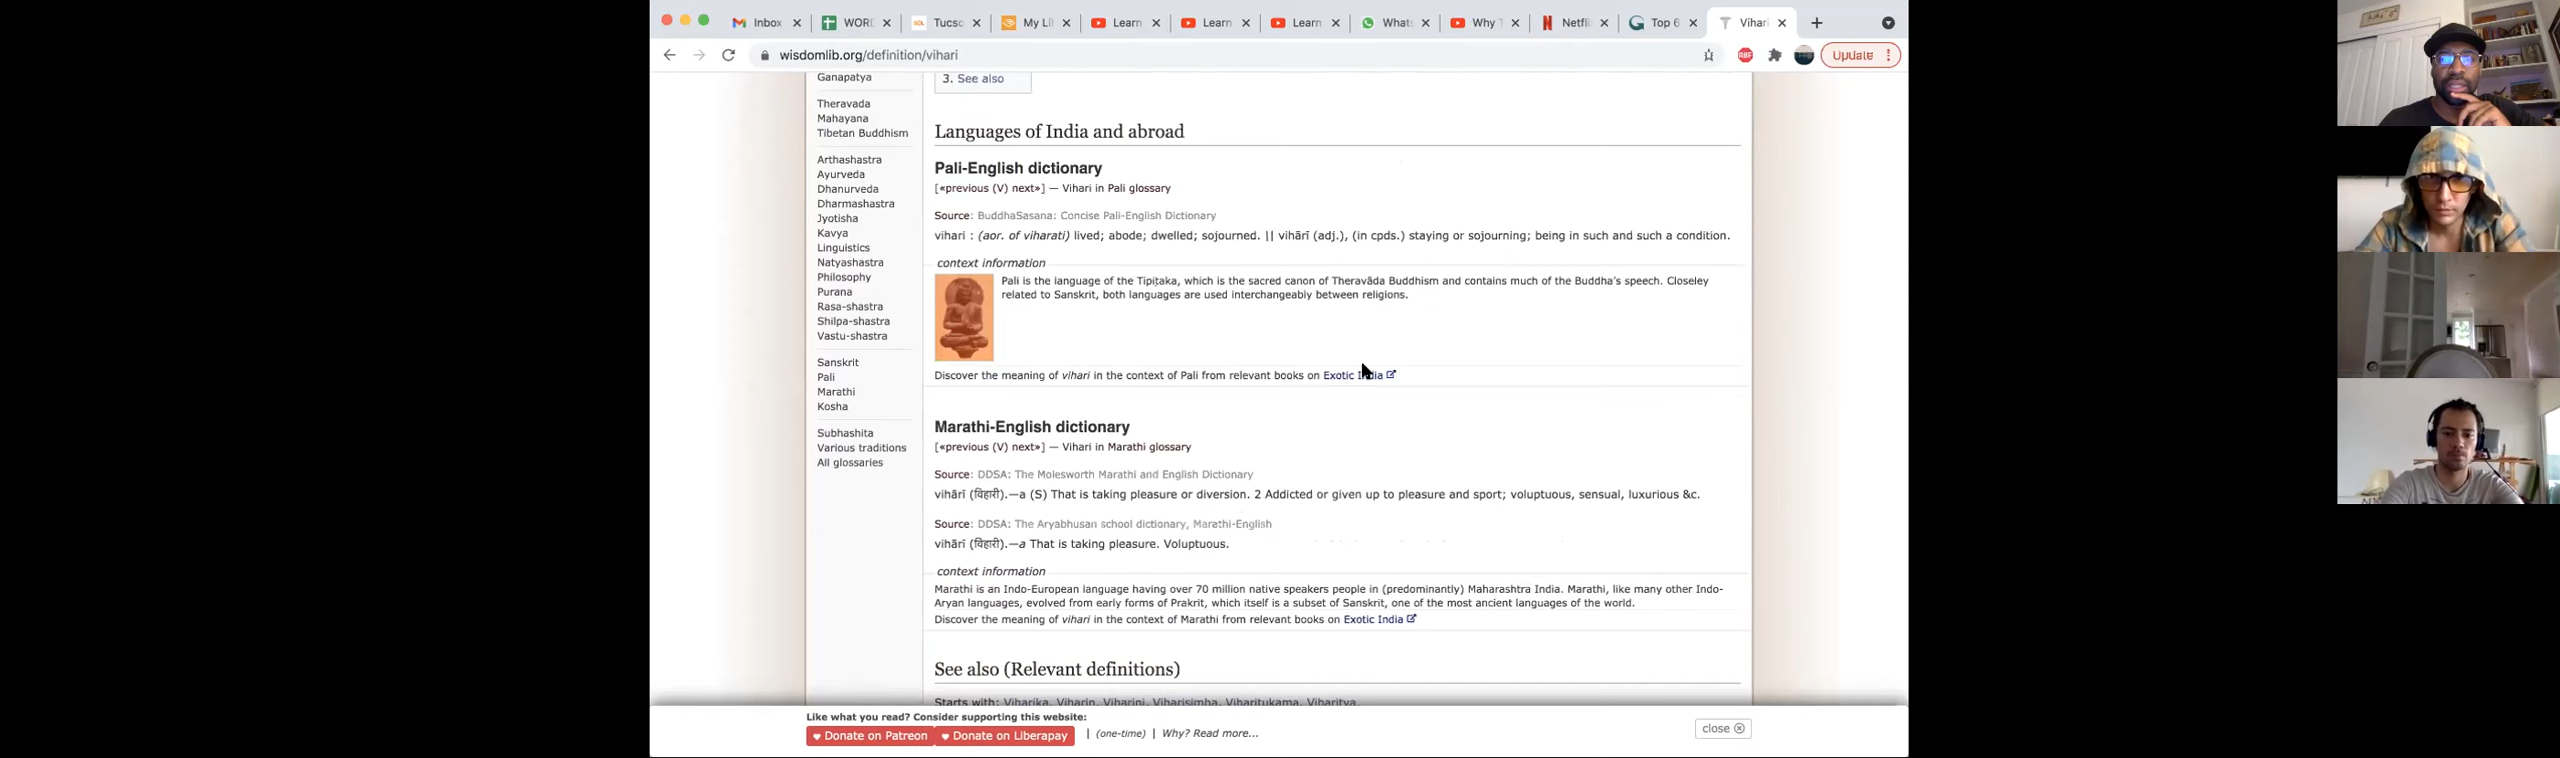 Inbox
WORD
Tucso
My Li
Learn
Learn
Learn
What
Why T
Netfli
Top 6
Vihari
wisdomlib.org/definition/vihari
Update
Ganapatya
Theravada
Mahayana
Tibetan Buddhism
Arthashastra
Ayurveda
Dhanurveda
Dharmashastra
Jyotisha
Kavya
Linguistics
Natyashastra
Philosophy
Purana
Rasa-shastra
Shilpa-shastra
Vastu-shastra
Sanskrit
Pali
Marathi
Kosha
Subhashita
Various traditions
All glossaries
3. See also
Languages of India and abroad
Pali-English dictionary
[«previous (V) next»] — Vihari in Pali glossary
Source: BuddhaSasana: Concise Pali-English Dictionary
vihari : (aor. of viharati) lived; abode; dwelled; sojourned. || vihārī (adj.), (in cpds.) staying or sojourning; being in such and such a condition.
context information
Pali is the language of the Tipiṭaka, which is the sacred canon of Theravāda Buddhism and contains much of the Buddha’s speech. Closeley
related to Sanskrit, both languages are used interchangeably between religions.
Discover the meaning of vihari in the context of Pali from relevant books on Exotic India
Marathi-English dictionary
[«previous (V) next»] — Vihari in Marathi glossary
Source: DDSA: The Molesworth Marathi and English Dictionary
vihārī (विहारी).—a (S) That is taking pleasure or diversion. 2 Addicted or given up to pleasure and sport; voluptuous, sensual, luxurious &c.
Source: DDSA: The Aryabhusan school dictionary, Marathi-English
vihārī (विहारी).—a That is taking pleasure. Voluptuous.
context information
Marathi is an Indo-European language having over 70 million native speakers people in (predominantly) Maharashtra India. Marathi, like many other Indo-
Aryan languages, evolved from early forms of Prakrit, which itself is a subset of Sanskrit, one of the most ancient languages of the world.
Discover the meaning of vihari in the context of Marathi from relevant books on Exotic India
See also (Relevant definitions)
Starts with: Viharika, Viharin, Viharini, Viharisimha, Viharitukama, Viharitva.
Like what you read? Consider supporting this website:
Donate on Patreon Donate on Liberapay | (one-time) | Why? Read more...
close